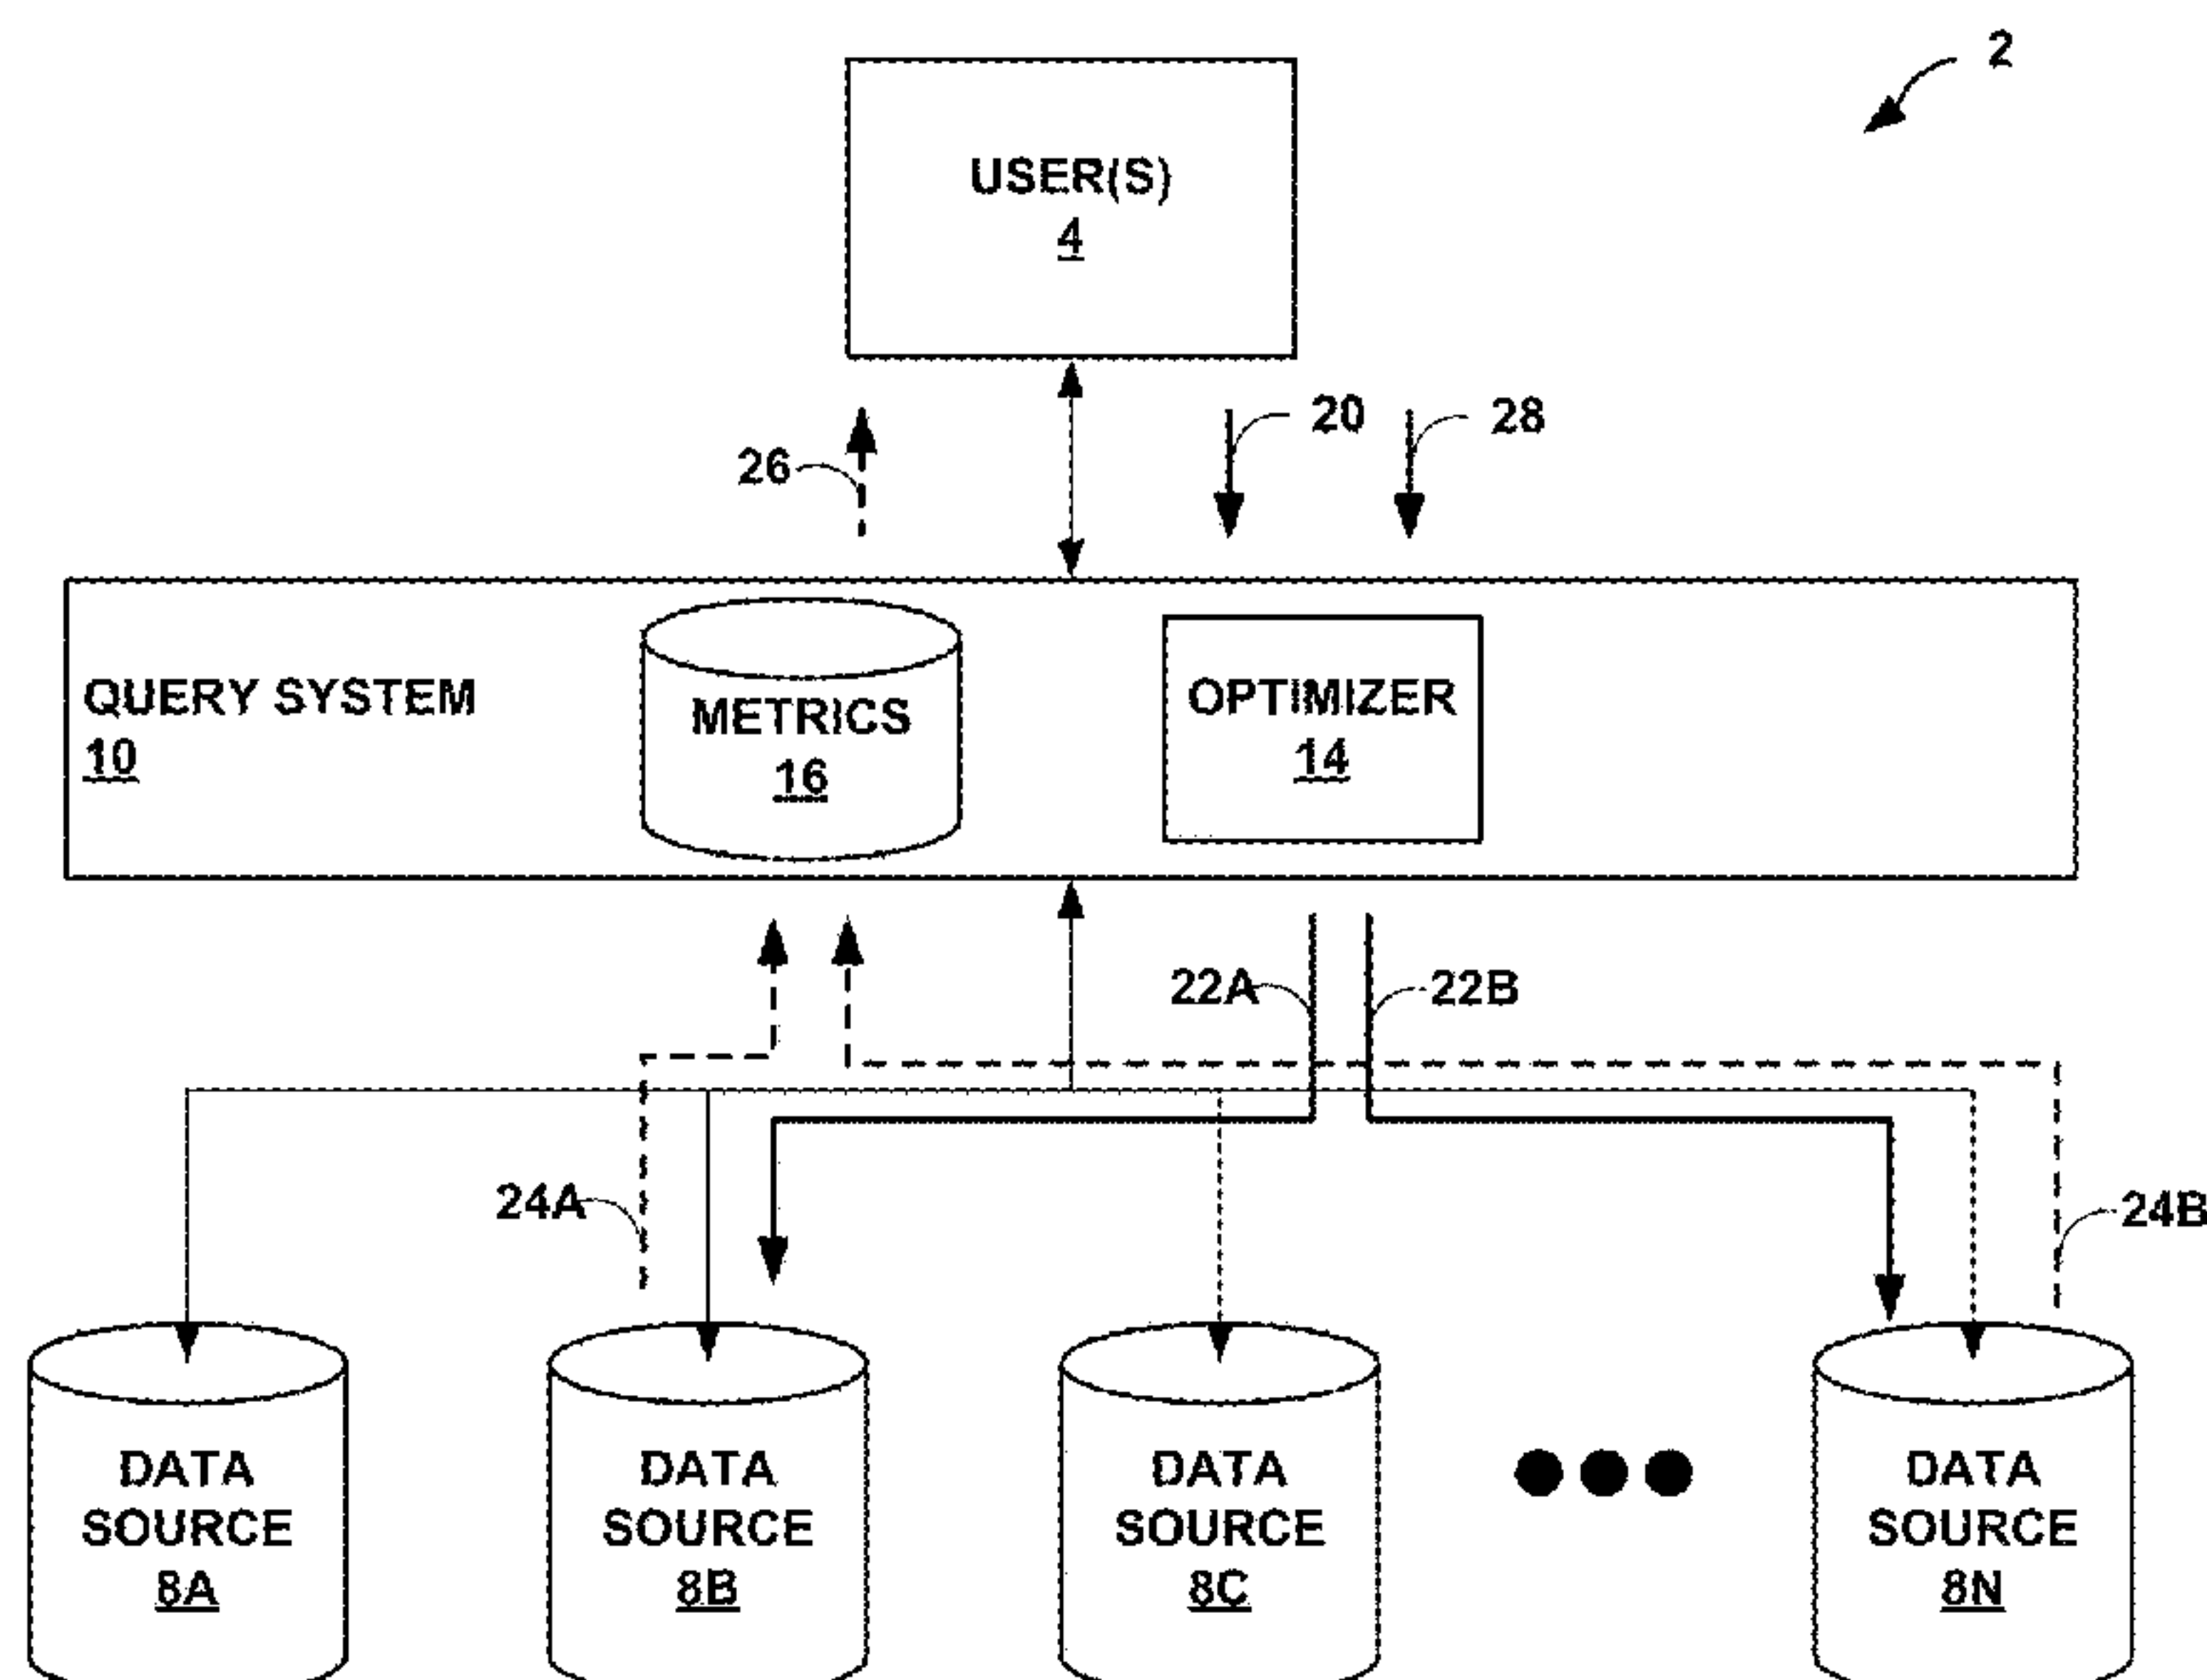 2
USER(S)
4
20
28
26
QUERY SYSTEM
10
METRICS
16
OPTIMIZER
14
22A
22B
24A
24B
DATA
SOURCE
8A
DATA
SOURCE
8B
DATA
SOURCE
8C
DATA
SOURCE
8N